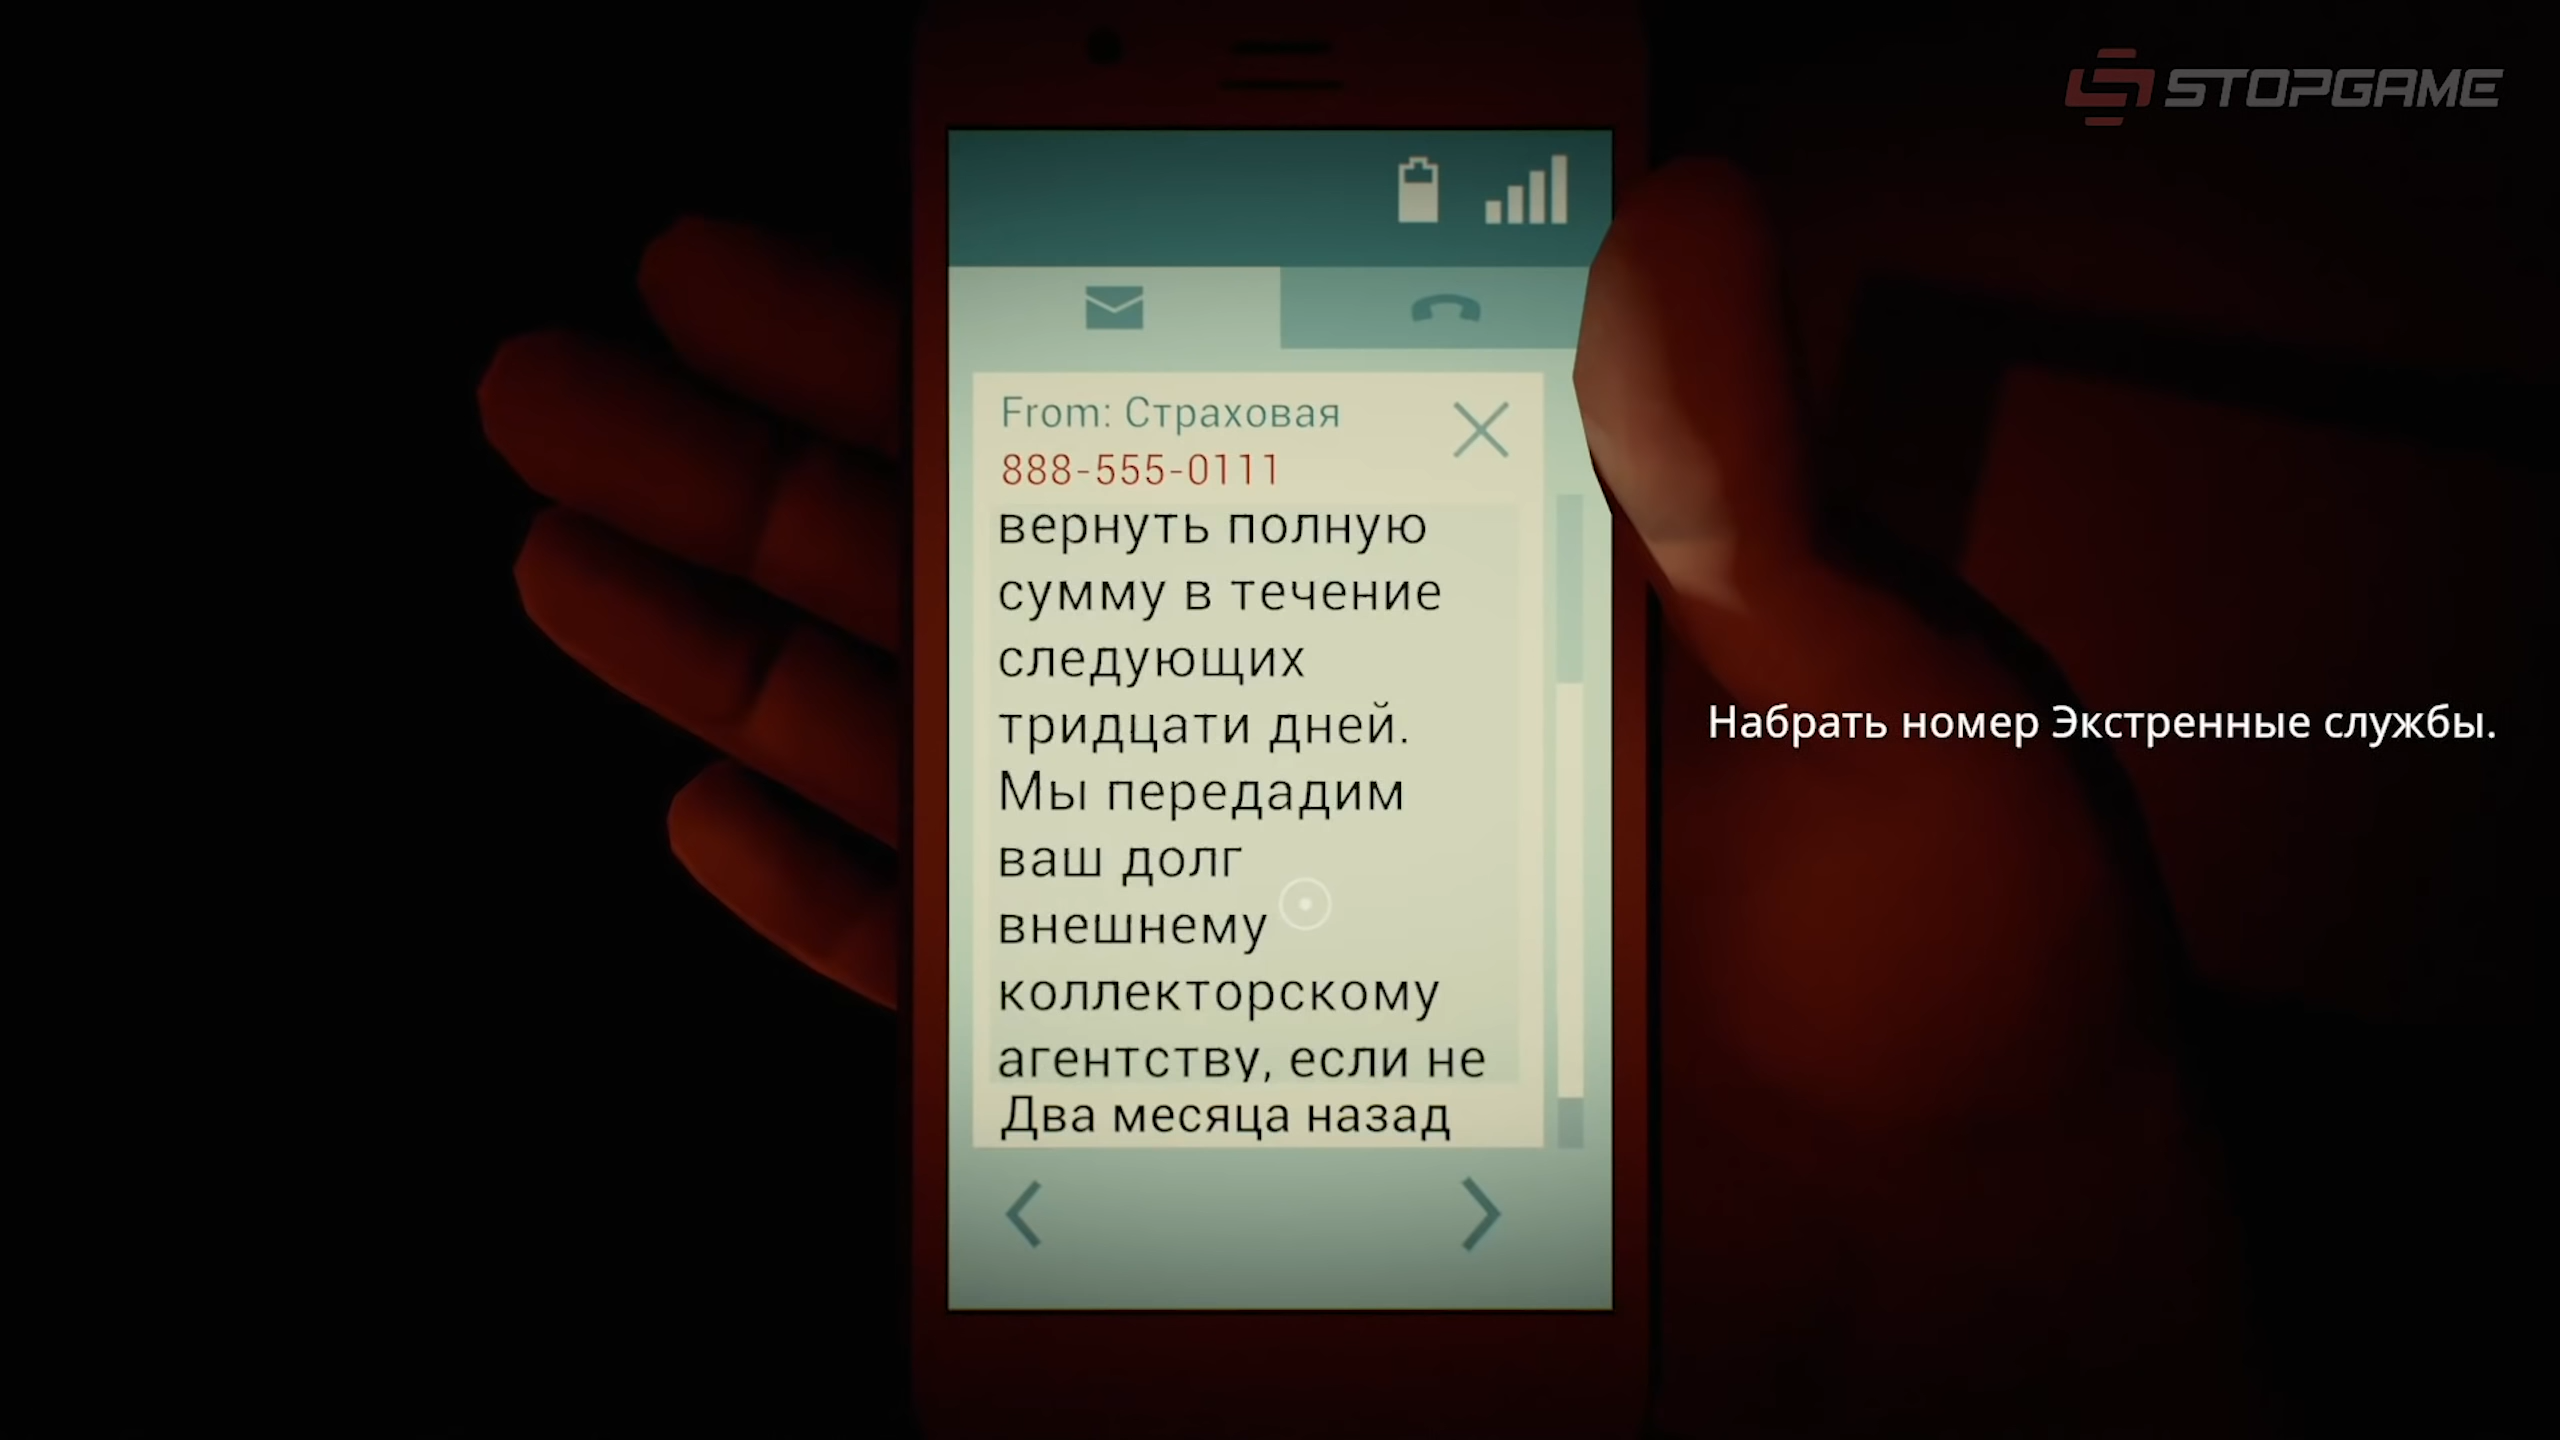 STOPGAME
From: Страховая
888-555-0111
вернуть полную
сумму в течение
следующих
тридцати дней.
Мы передадим
ваш долг
внешнему
коллекторскому
агентству, если не
Два месяца назад
Набрать номер Экстренные службы.